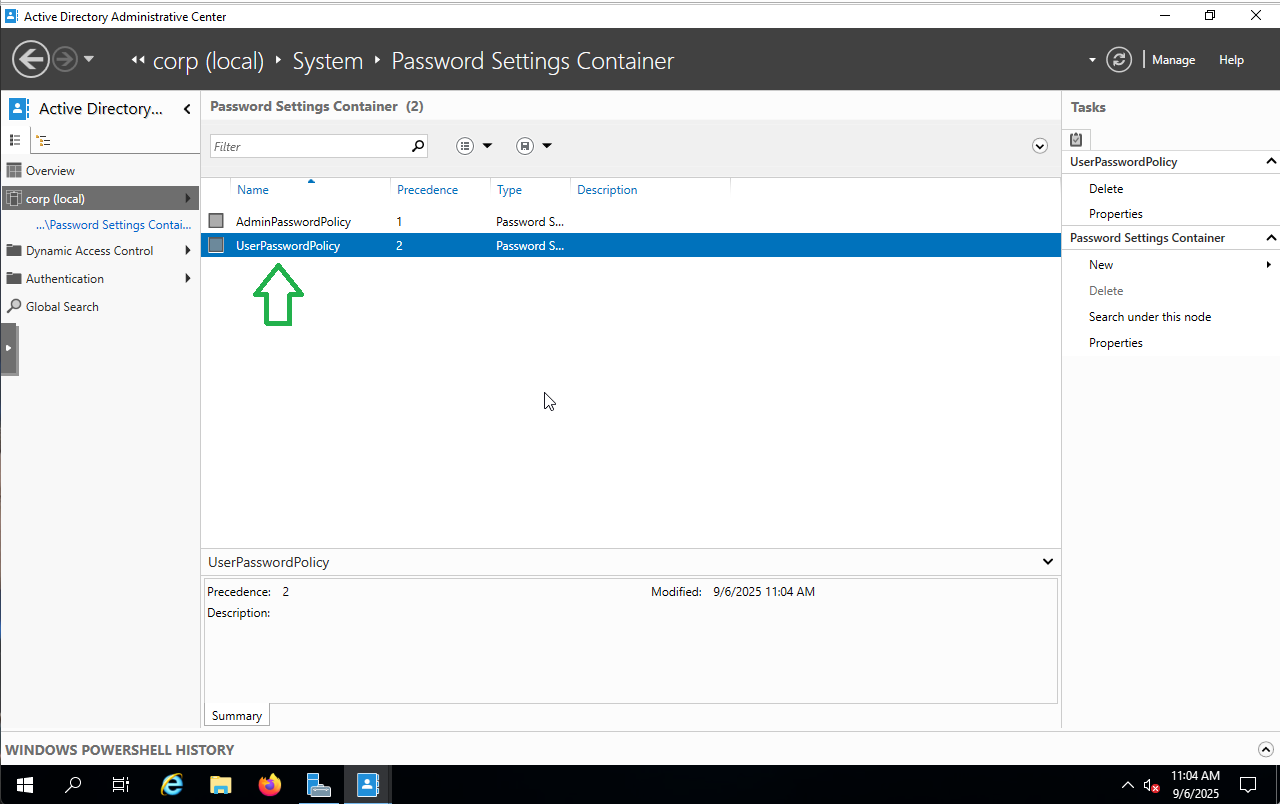 Active Directory Administrative Center
corp (local) System Password Settings Container
Manage Help
Active Directory...
Overview
corp (local)
...\Password Settings Contai...
Dynamic Access Control
Authentication
Global Search
Password Settings Container (2)
Filter
Name Precedence Type Description
AdminPasswordPolicy 1 Password S...
UserPasswordPolicy 2 Password S...
UserPasswordPolicy
Precedence: 2 Modified: 9/6/2025 11:04 AM
Description:
Summary
Tasks
UserPasswordPolicy
Delete
Properties
Password Settings Container
New
Delete
Search under this node
Properties
WINDOWS POWERSHELL HISTORY
11:04 AM
9/6/2025